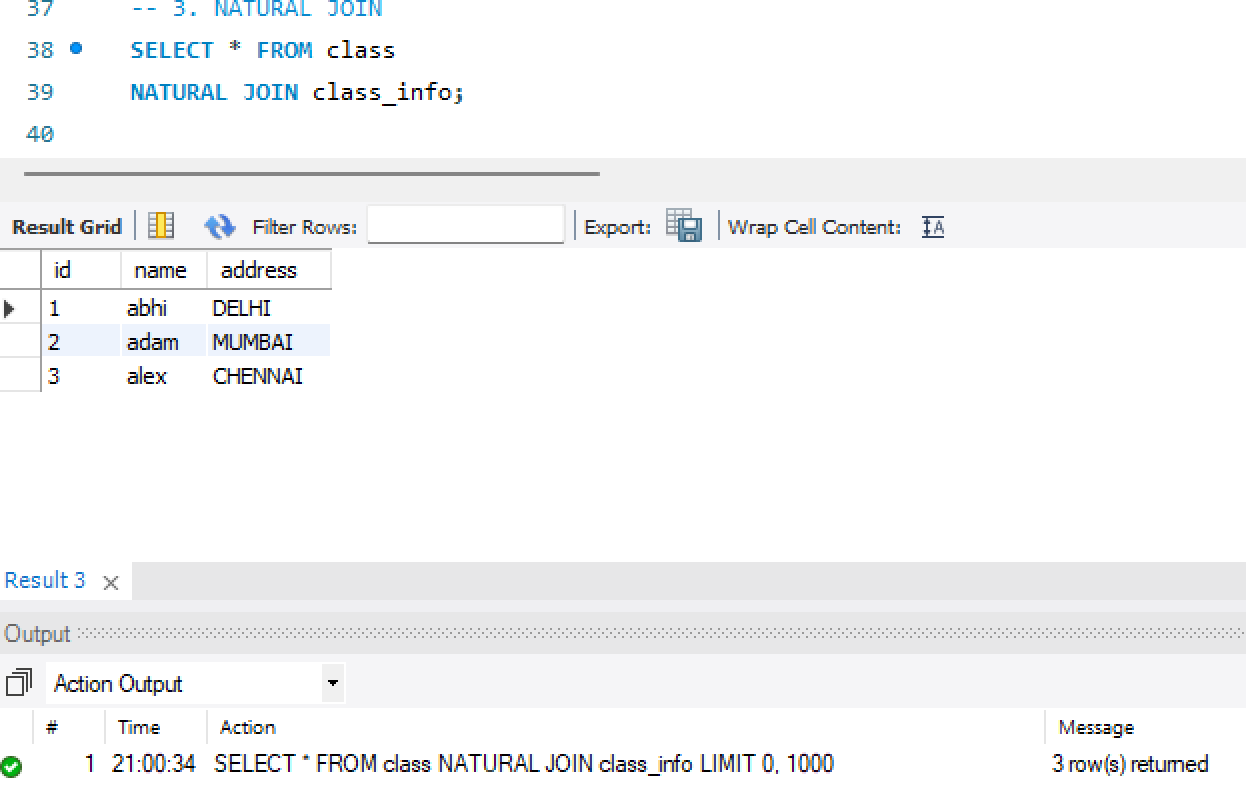 37 -- 3. NATURAL JOIN
38 SELECT * FROM class
39 NATURAL JOIN class_info;
40
Result Grid Filter Rows: Export: Wrap Cell Content: IA
id name address
1 abhi DELHI
2 adam MUMBAI
3 alex CHENNAI
Result 3 ×
Output
Action Output
# Time Action Message
1 21:00:34 SELECT * FROM class NATURAL JOIN class_info LIMIT 0, 1000 3 row(s) returned